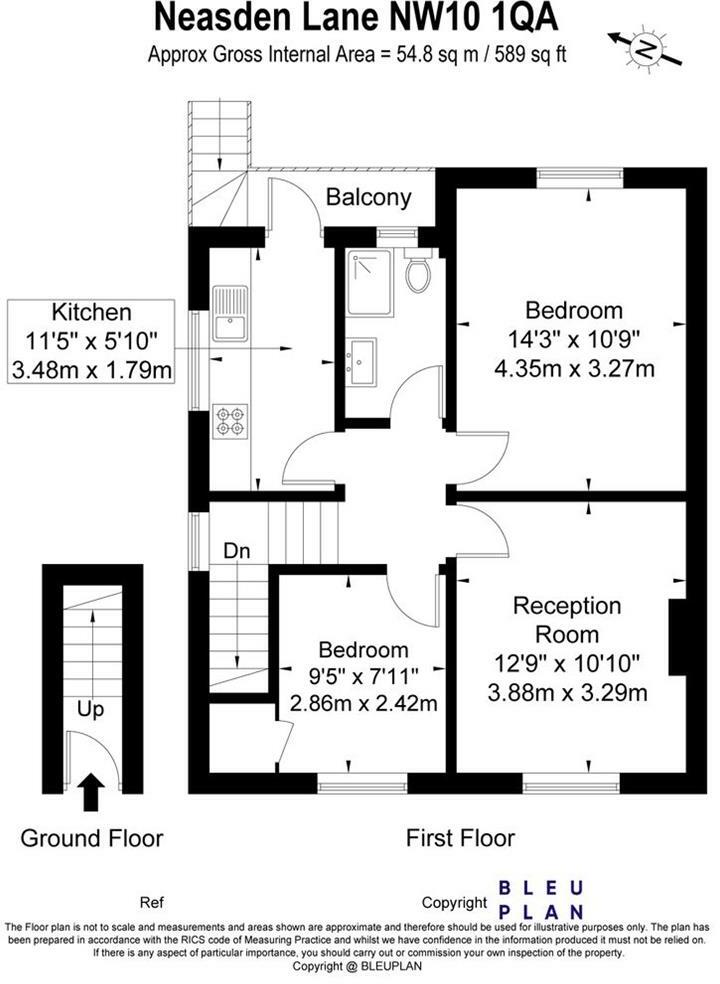 Neasden Lane NW10 1QA
Approx Gross Internal Area = 54.8 sq m / 589 sq ft
N
Balcony
Kitchen
11'5" x 5'10"
3.48m x 1.79m
Bedroom
14'3" x 10'9"
4.35m x 3.27m
Dn
Reception
Room
12'9" x 10'10"
3.88m x 3.29m
Bedroom
9'5" x 7'11"
2.86m x 2.42m
Up
Ground Floor
First Floor
Ref
Copyright
BLEU
PLAN
The Floor plan is not to scale and measurements and areas shown are approximate and therefore should be used for illustrative purposes only. The plan has
been prepared in accordance with the RICS code of Measuring Practice and whilst we have confidence in the information produced it must not be relied on.
If there is any aspect of particular importance, you should carry out or commission your own inspection of the property.
Copyright @ BLEUPLAN